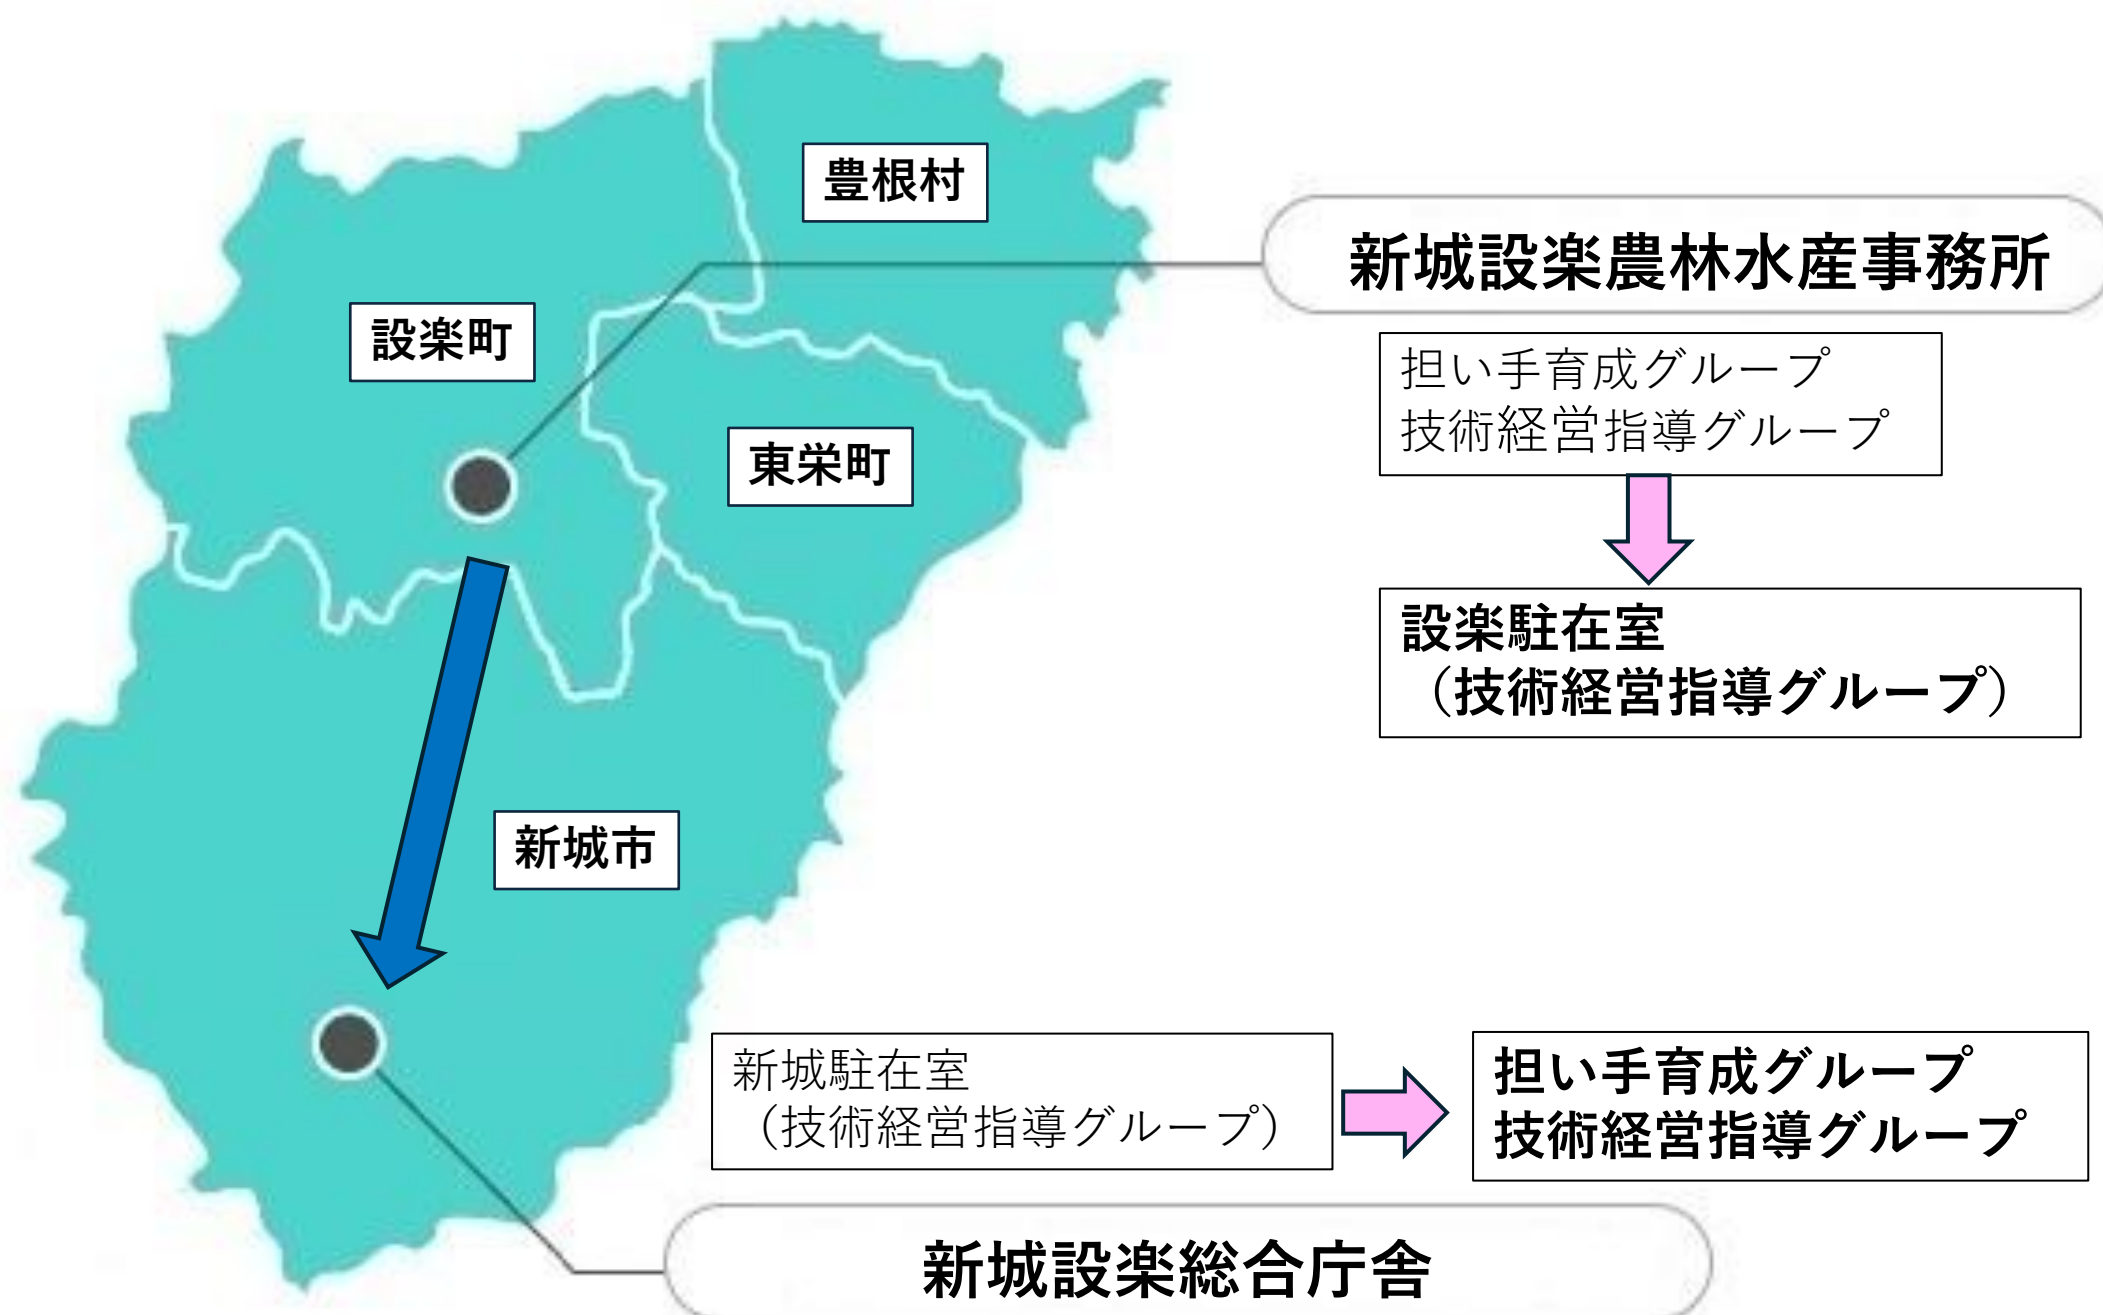 豊根村
新城設楽農林水産事務所
設楽町
担い手育成グループ
技術経営指導グループ
東栄町
設楽駐在室
（技術経営指導グループ）
新城市
新城駐在室
（技術経営指導グループ）
担い手育成グループ
技術経営指導グループ
新城設楽総合庁舎